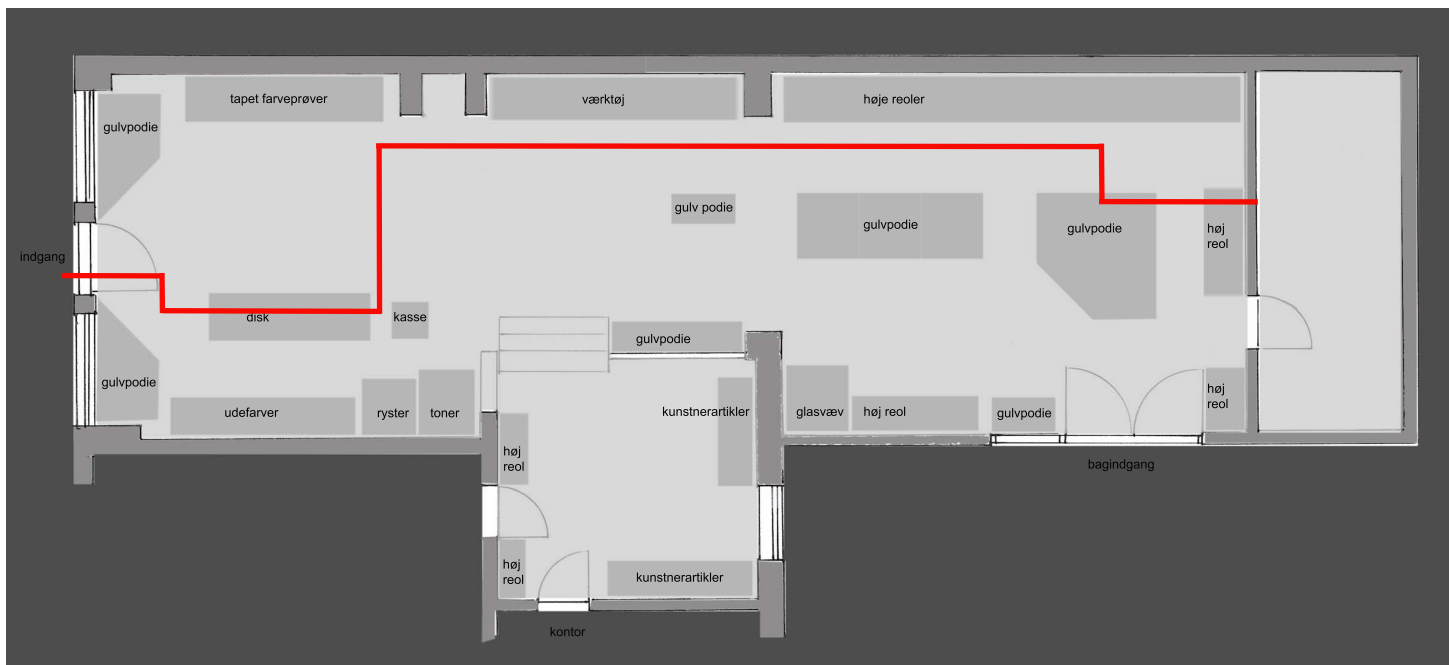 tapet farveprøver
værktøj
høje reoler
gulvpodie
gulv podie
gulvpodie
gulvpodie
høj
reol
indgang
disk
kasse
gulvpodie
gulvpodie
udefarver
ryster
toner
kunstnerartikler
glasvæv
høj reol
gulvpodie
høj
reol
høj
reol
bagindgang
høj
reol
kunstnerartikler
kontor